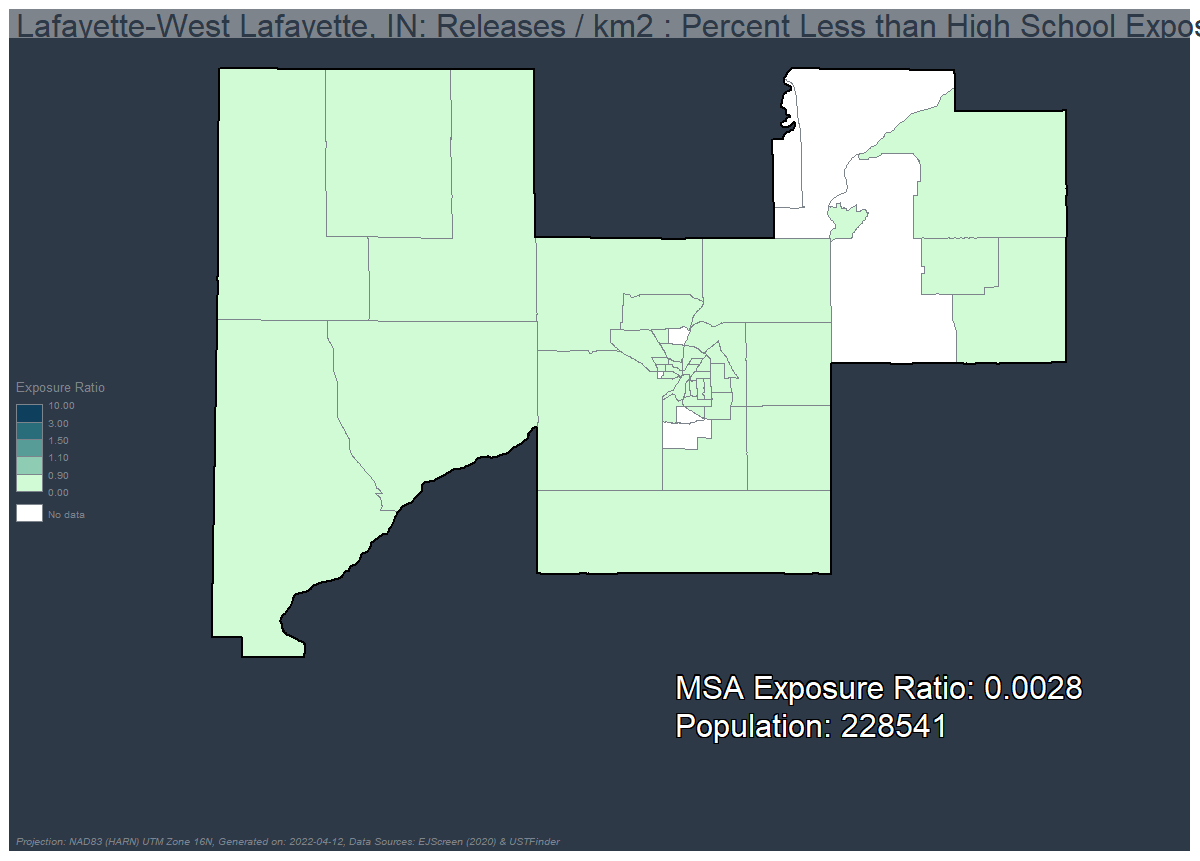 Lafayette-West Lafayette, IN: Releases / km2 : Percent Less than High School Expos
Exposure Ratio
10.00
3.00
1.50
1.10
0.90
0.00
No data
MSA Exposure Ratio: 0.0028
Population: 228541
Projection: NAD83 (HARN) UTM Zone 16N, Generated on: 2022-04-12, Data Sources: EJScreen (2020) & USTFinder